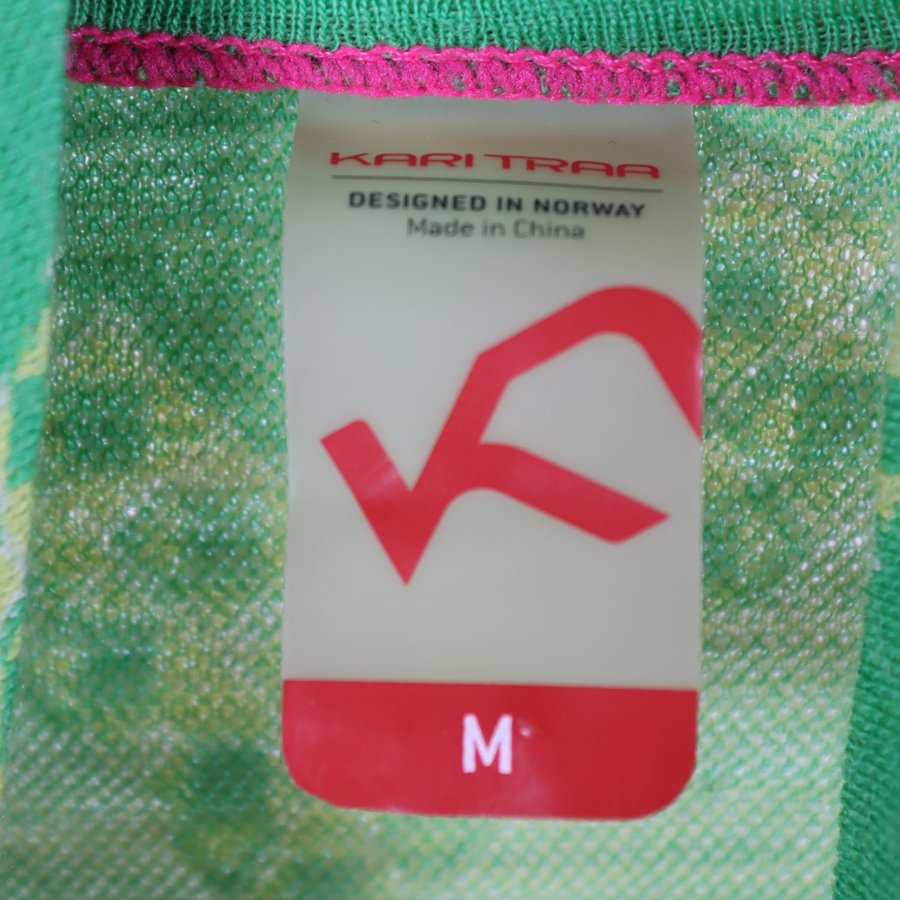 KARI TRAA
DESIGNED IN NORWAY
Made in China
M